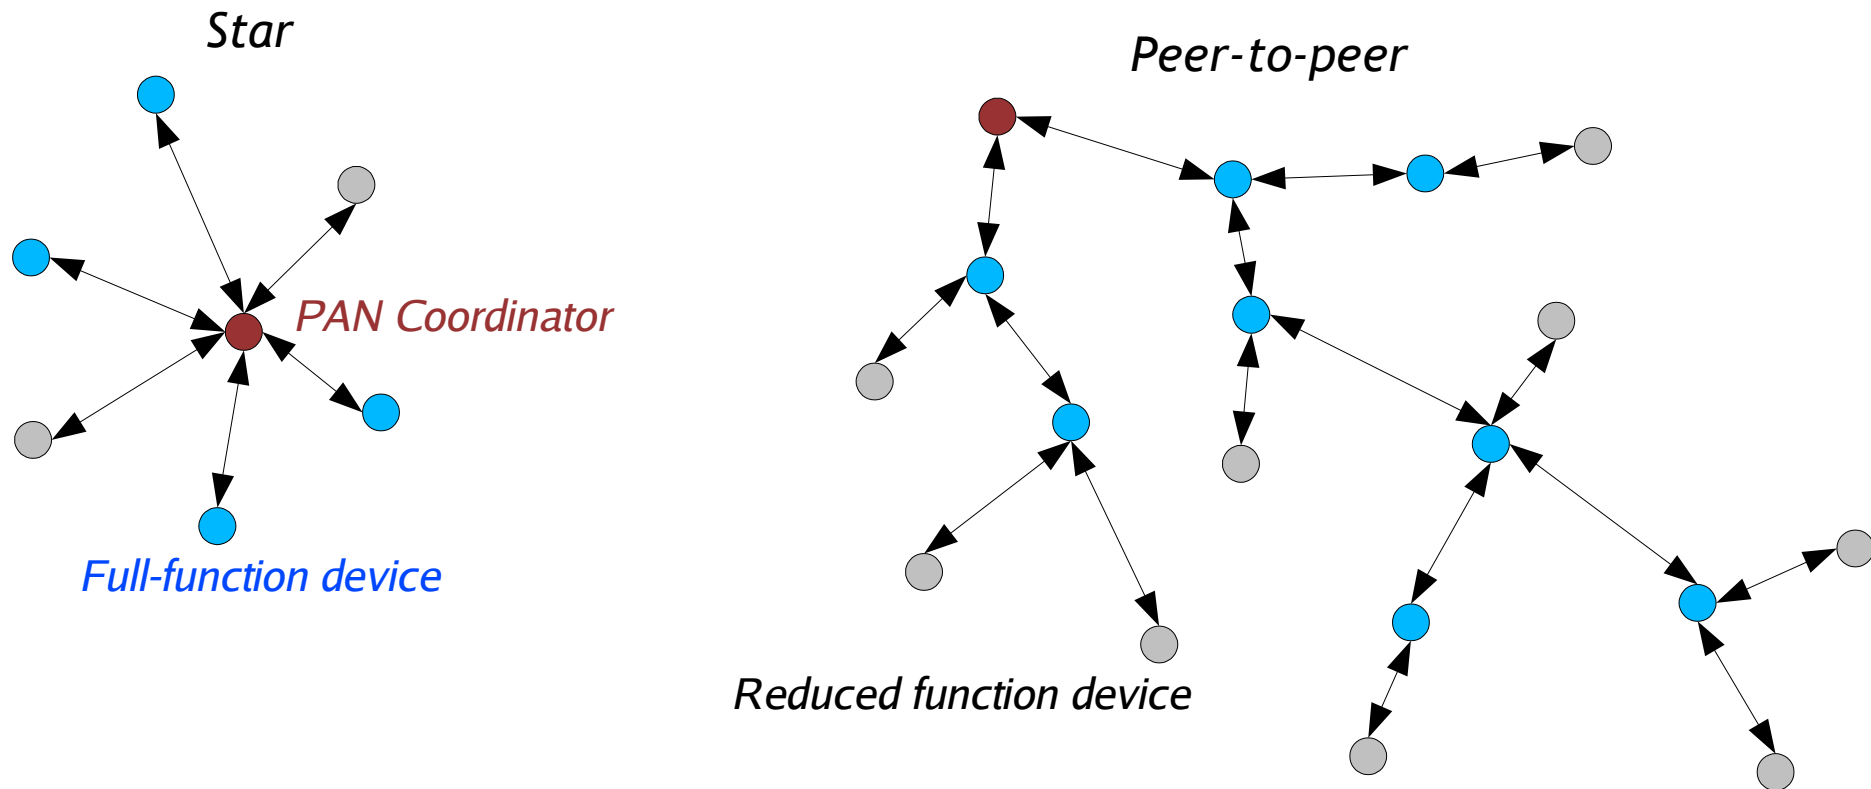 Star
Peer-to-peer
PAN Coordinator
Full-function device
Reduced function device